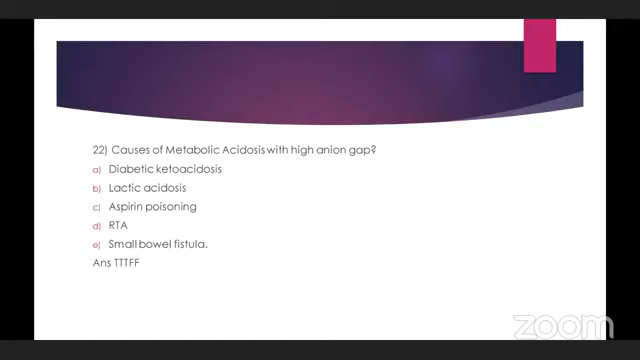 22) Causes of Metabolic Acidosis with high anion gap?
a) Diabetic ketoacidosis
b) Lactic acidosis
c) Aspirin poisoning
d) RTA
e) Small bowel fistula.
Ans TTTFF
zoom